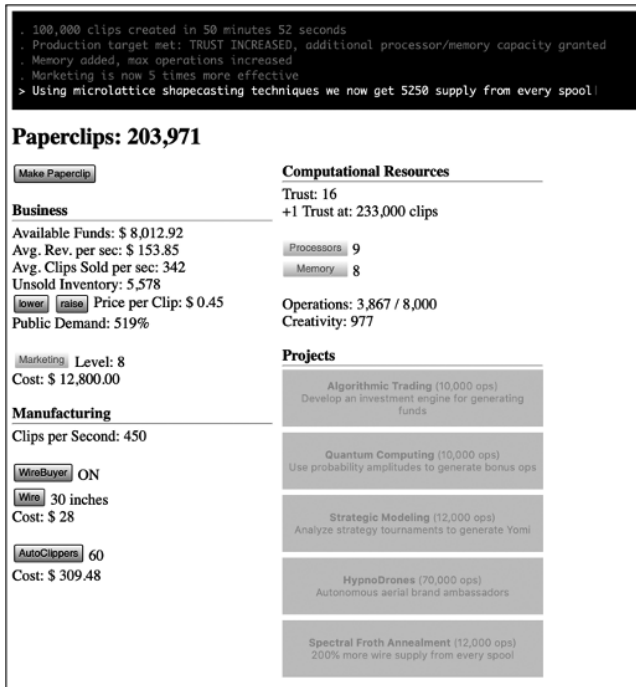 . 100,000 clips created in 50 minutes 52 seconds
. Production target met: TRUST INCREASED, additional processor/memory capacity granted
. Memory added, max operations increased
. Marketing is now 5 times more effective
> Using microlattice shapecasting techniques we now get 5250 supply from every spool
Paperclips: 203,971
Make Paperclip
Business
Available Funds: $ 8,012.92
Avg. Rev. per sec: $ 153.85
Avg. Clips Sold per sec: 342
Unsold Inventory: 5,578
lower raise Price per Clip: $ 0.45
Public Demand: 519%
Marketing Level: 8
Cost: $ 12,800.00
Manufacturing
Clips per Second: 450
WireBuyer ON
Wire 30 inches
Cost: $ 28
AutoClippers 60
Cost: $ 309.48
Computational Resources
Trust: 16
+1 Trust at: 233,000 clips
Processors 9
Memory 8
Operations: 3,867 / 8,000
Creativity: 977
Projects
Algorithmic Trading (10,000 ops)
Develop an investment engine for generating
funds
Quantum Computing (10,000 ops)
Use probability amplitudes to generate bonus ops
Strategic Modeling (12,000 ops)
Analyze strategy tournaments to generate Yomi
HypnoDrones (70,000 ops)
Autonomous aerial brand ambassadors
Spectral Froth Annealment (12,000 ops)
200% more wire supply from every spool